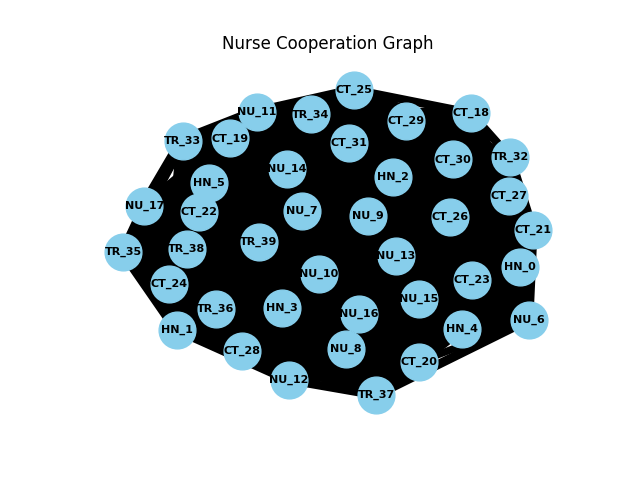 Nurse Cooperation Graph
CT_25
NU_11
TR_34
CT_18
CT_29
TR_33
CT_19
CT_31
TR_32
CT_30
NU_14
HN_2
HN_5
CT_27
NU_17
CT_22
NU_7
NU_9
CT_26
CT_21
TR_35
TR_38
TR_39
NU_13
HN_0
NU_10
CT_24
CT_23
NU_15
TR_36
HN_3
NU_16
NU_6
HN_1
HN_4
CT_28
NU_8
CT_20
NU_12
TR_37